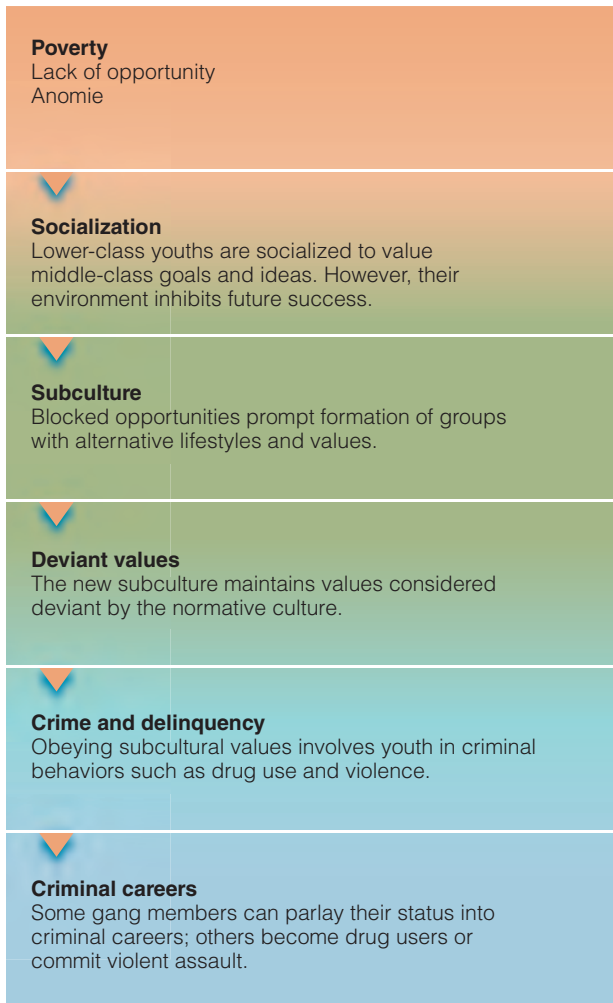 Poverty
Lack of opportunity
Anomie
Socialization
Lower-class youths are socialized to value
middle-class goals and ideas. However, their
environment inhibits future success.
Subculture
Blocked opportunities prompt formation of groups
with alternative lifestyles and values.
Deviant values
The new subculture maintains values considered
deviant by the normative culture.
Crime and delinquency
Obeying subcultural values involves youth in criminal
behaviors such as drug use and violence.
Criminal careers
Some gang members can parlay their status into
criminal careers; others become drug users or
commit violent assault.